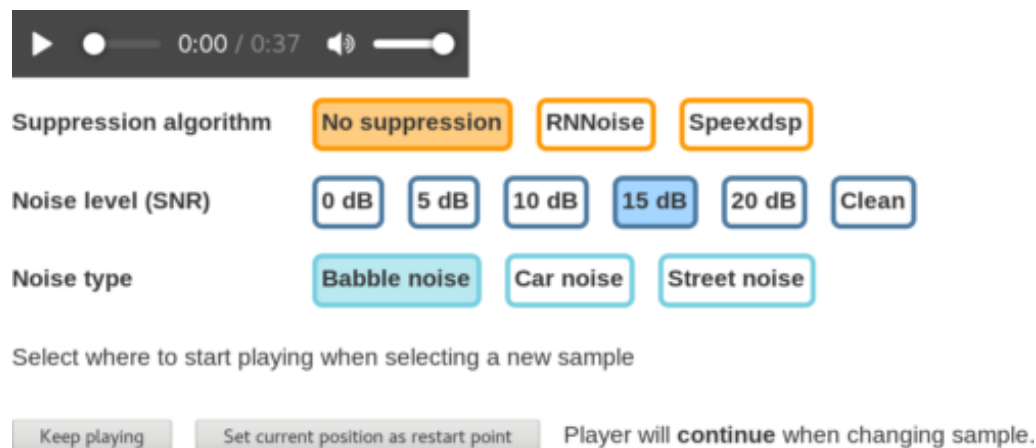 0:00 / 0:37
Suppression algorithm No suppression RNNoise Speexdsp
Noise level (SNR) 0 dB 5 dB 10 dB 15 dB 20 dB Clean
Noise type Babble noise Car noise Street noise
Select where to start playing when selecting a new sample
Keep playing Set current position as restart point Player will continue when changing sample.